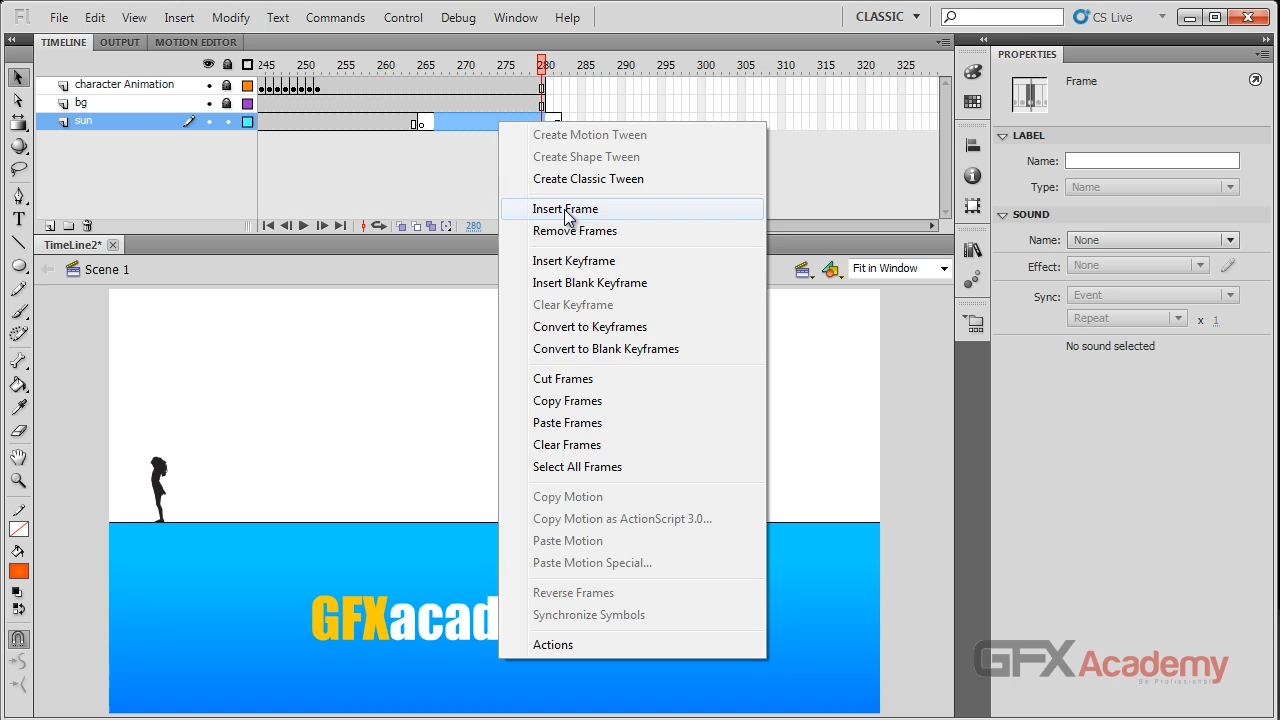 Fl File Edit View Insert Modify Text Commands Control Debug Window Help CLASSIC CS Live
TIMELINE OUTPUT MOTION EDITOR
245 250 255 260 265 270 275 280 285 290 295 300 305 310 315 320 325
character Animation
bg
sun
280
TimeLine2*
Scene 1
Fit in Window
Create Motion Tween
Create Shape Tween
Create Classic Tween
Insert Frame
Remove Frames
Insert Keyframe
Insert Blank Keyframe
Clear Keyframe
Convert to Keyframes
Convert to Blank Keyframes
Cut Frames
Copy Frames
Paste Frames
Clear Frames
Select All Frames
Copy Motion
Copy Motion as ActionScript 3.0...
Paste Motion
Paste Motion Special...
Reverse Frames
Synchronize Symbols
Actions
GFXacad
PROPERTIES
Frame
LABEL
Name:
Type: Name
SOUND
Name: None
Effect: None
Sync: Event
Repeat x 1
No sound selected
GFX Academy
Be Professional